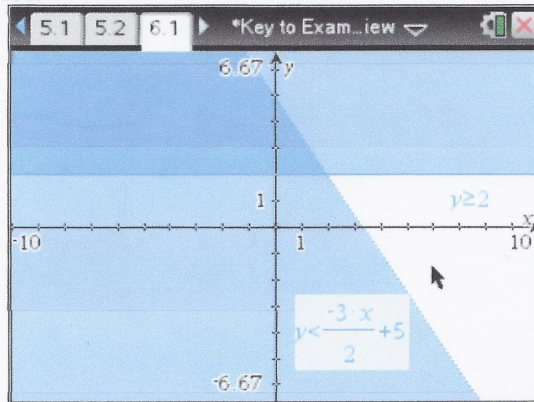 5.1 5.2 6.1 *Key to Exam...iew
6.67 y
1
y≥2
x
-10 1 10
y<-3·x/2+5
-6.67